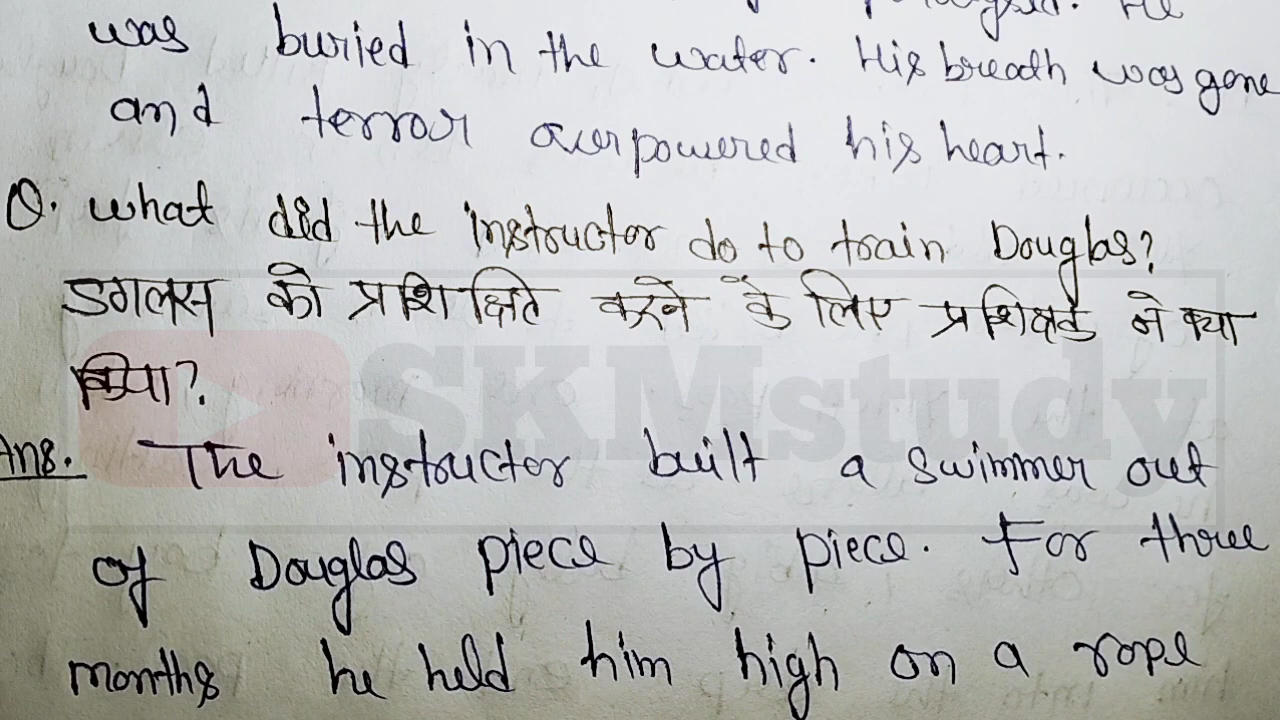 He
was buried in the water. His breath was gone
and terror overpowered his heart.
Q. what did the instructor do to train Douglas?
डगलस को प्रशिक्षित करने के लिए प्रशिक्षक ने क्या
किया?
SKMstudy
Ans. The instructor built a swimmer out
of Douglas piece by piece. For three
months he held him high on a rope